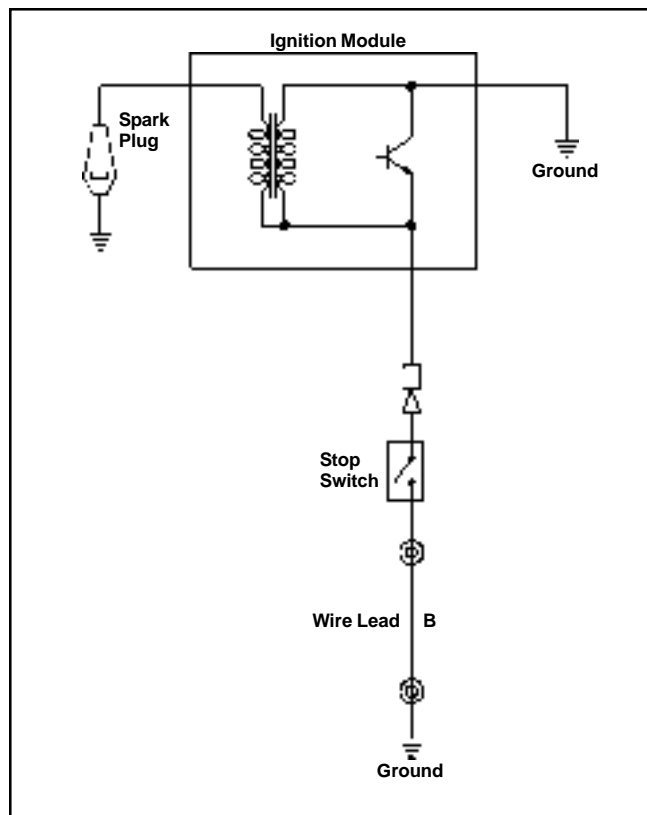 Ignition Module
Spark
Plug
Ground
Stop
Switch
Wire Lead B
Ground